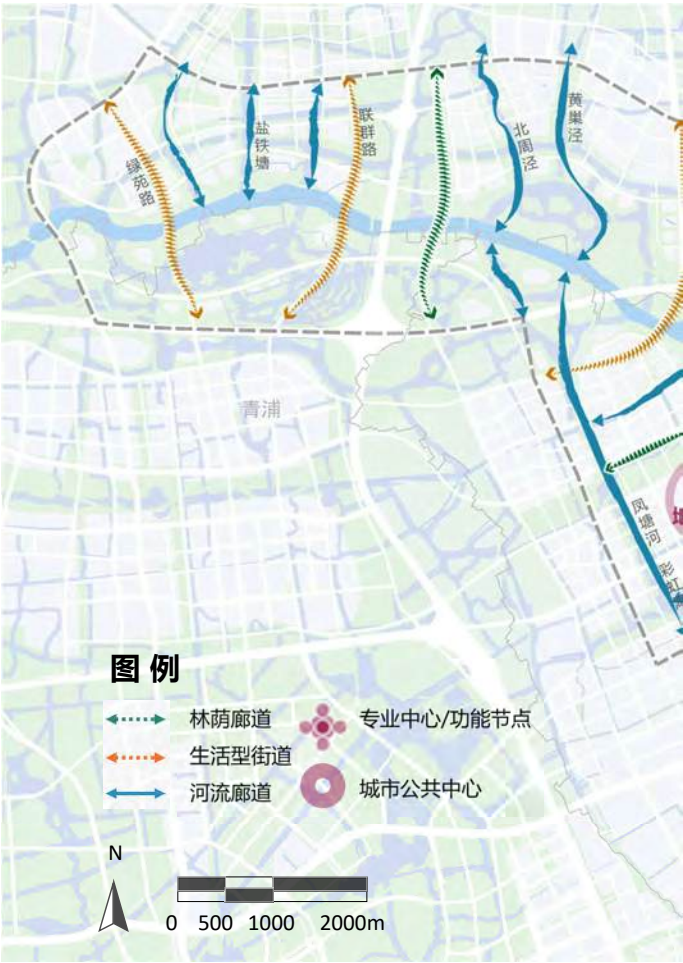 黄巢泾
联群路
盐铁塘
北周泾
绿苑路
青浦
凤塘河
彩虹
图 例
林荫廊道
专业中心/功能节点
生活型街道
河流廊道
城市公共中心
N
0 500 1000 2000m